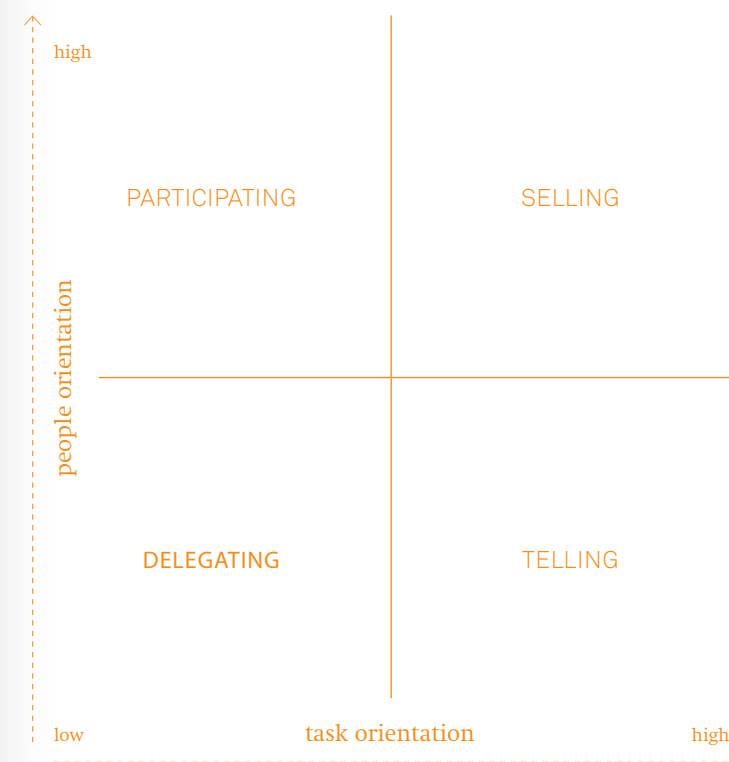 high
PARTICIPATING
SELLING
people orientation
DELEGATING
TELLING
low
task orientation
high